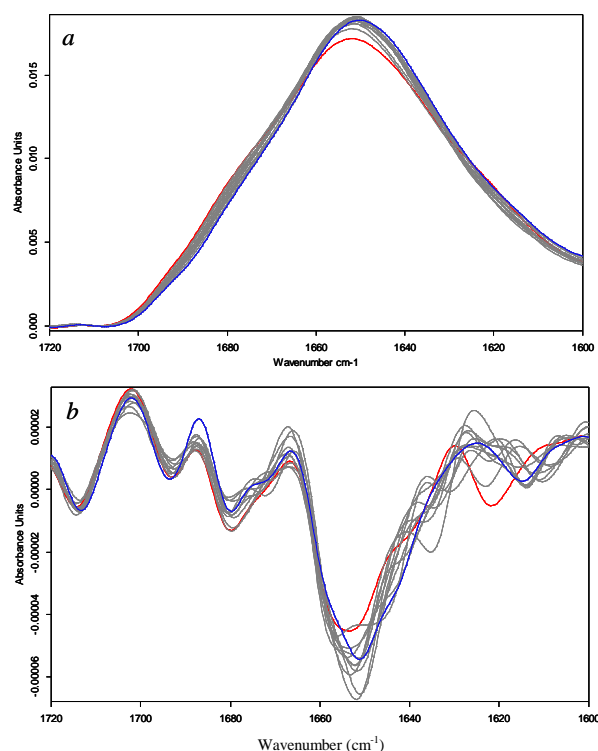 a
Absorbance Units
0.015
0.010
0.005
0.000
1720 1700 1680 1660 1640 1620 1600
Wavenumber cm-1
b
Absorbance Units
0.00002
0.00000
-0.00002
-0.00004
-0.00006
1720 1700 1680 1660 1640 1620 1600
Wavenumber (cm-1)